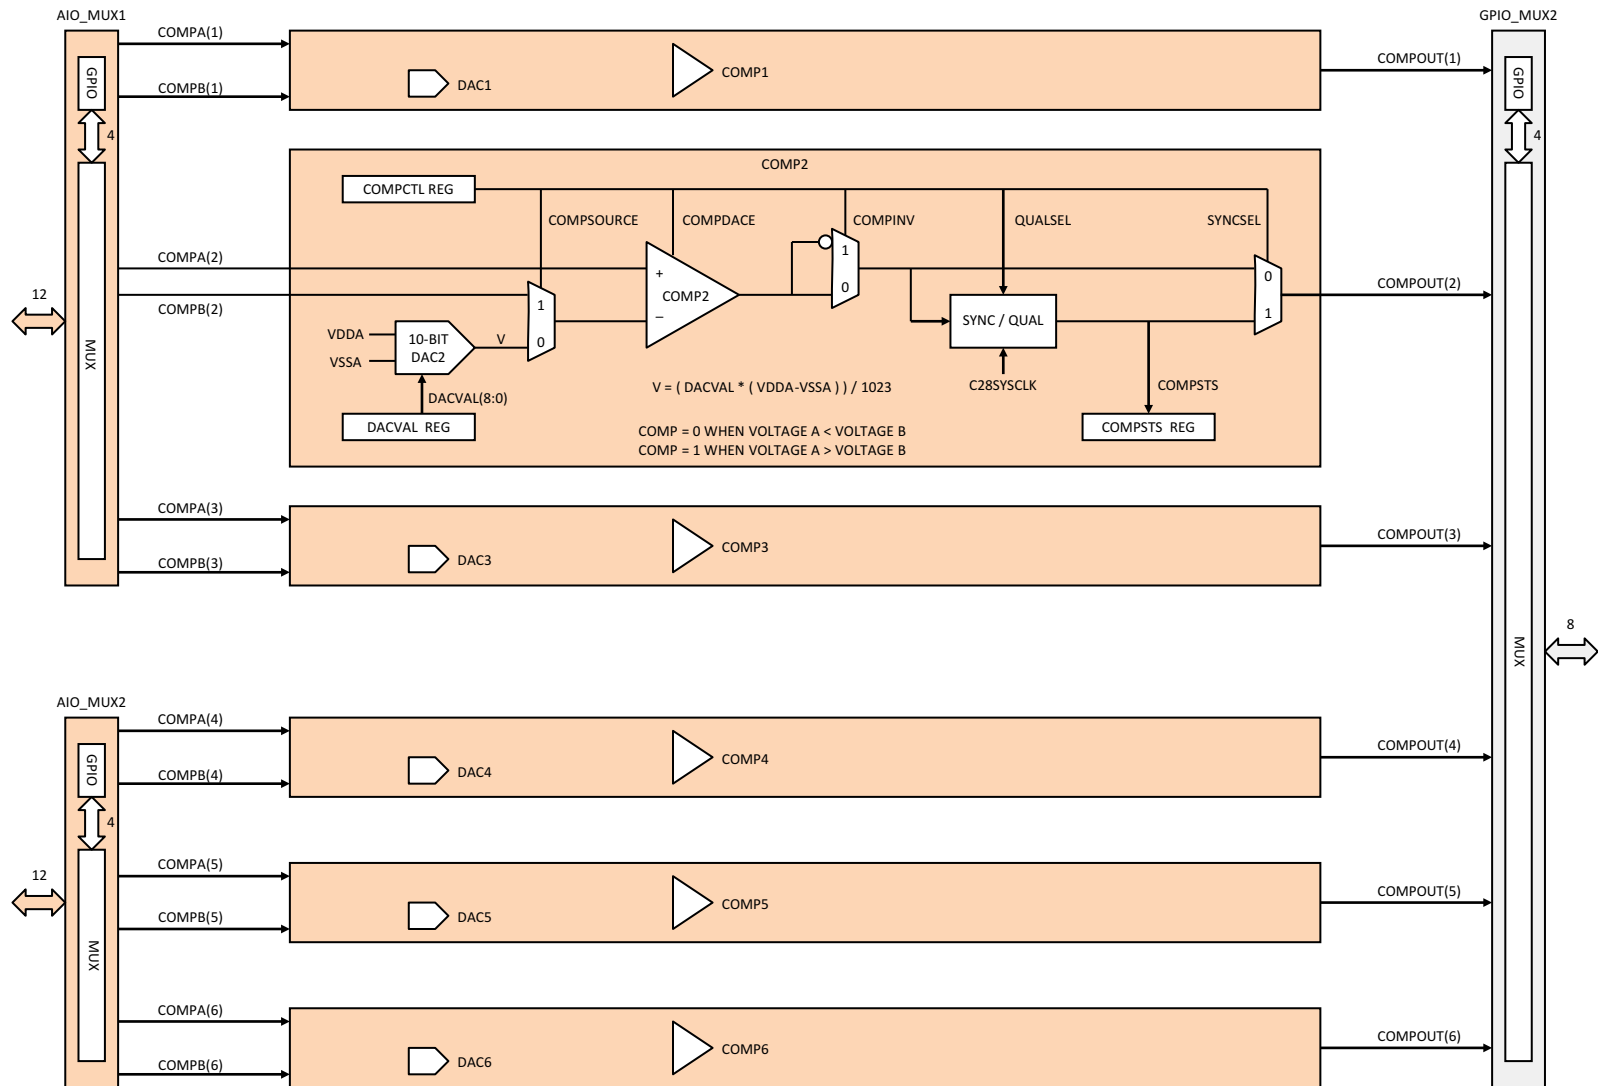 AIO_MUX1
GPIO_MUX2
COMPA(1)
COMPB(1)
GPIO
4
MUX
12
DAC1
COMP1
COMPOUT(1)
GPIO
4
MUX
8
COMP2
COMPCTL REG
COMPSOURCE
COMPDACE
COMPINV
QUALSEL
SYNCSEL
COMPA(2)
COMPB(2)
+
COMP2
–
1
0
1
0
0
1
VDDA
VSSA
10-BIT
DAC2
V
DACVAL(8:0)
DACVAL REG
SYNC / QUAL
C28SYSCLK
COMPSTS
COMPSTS REG
COMPOUT(2)
V = ( DACVAL * ( VDDA-VSSA ) ) / 1023
COMP = 0 WHEN VOLTAGE A < VOLTAGE B
COMP = 1 WHEN VOLTAGE A > VOLTAGE B
COMPA(3)
COMPB(3)
DAC3
COMP3
COMPOUT(3)
AIO_MUX2
GPIO
4
MUX
12
COMPA(4)
COMPB(4)
DAC4
COMP4
COMPOUT(4)
COMPA(5)
COMPB(5)
DAC5
COMP5
COMPOUT(5)
COMPA(6)
COMPB(6)
DAC6
COMP6
COMPOUT(6)